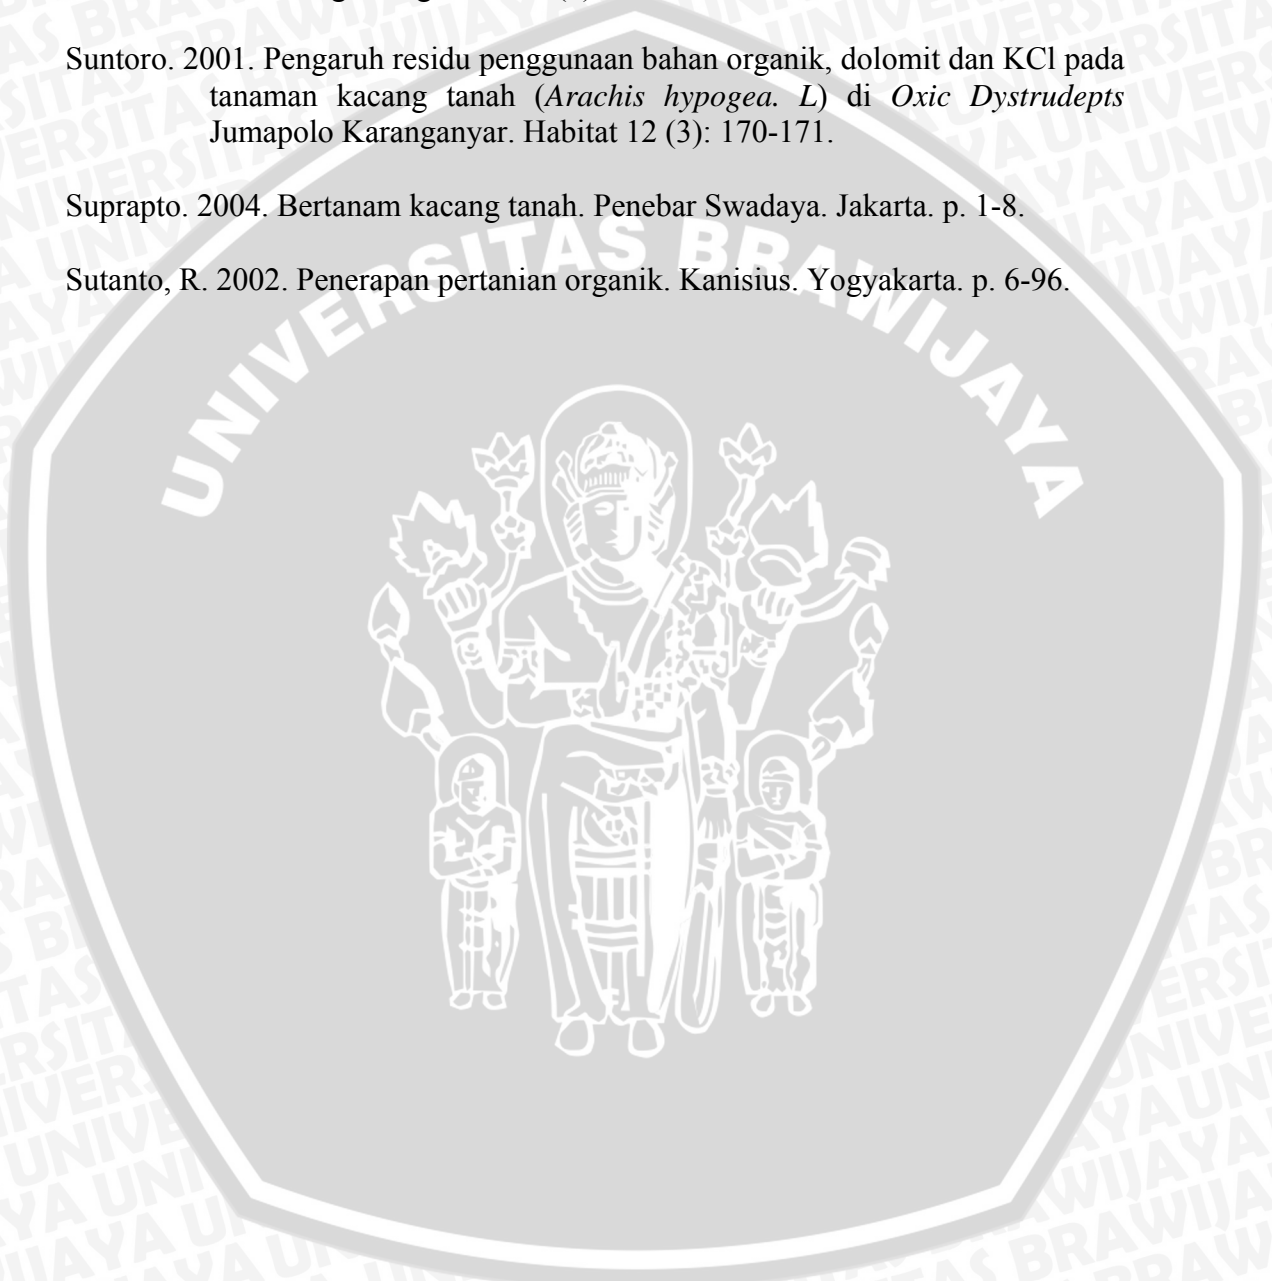 Suntoro. 2001. Pengaruh residu penggunaan bahan organik, dolomit dan KCl pada
tanaman kacang tanah (Arachis hypogea. L) di Oxic Dystrudepts
Jumapolo Karanganyar. Habitat 12 (3): 170-171.
Suprapto. 2004. Bertanam kacang tanah. Penebar Swadaya. Jakarta. p. 1-8.
Sutanto, R. 2002. Penerapan pertanian organik. Kanisius. Yogyakarta. p. 6-96.
UNIVERSITAS BRAWIJAYA